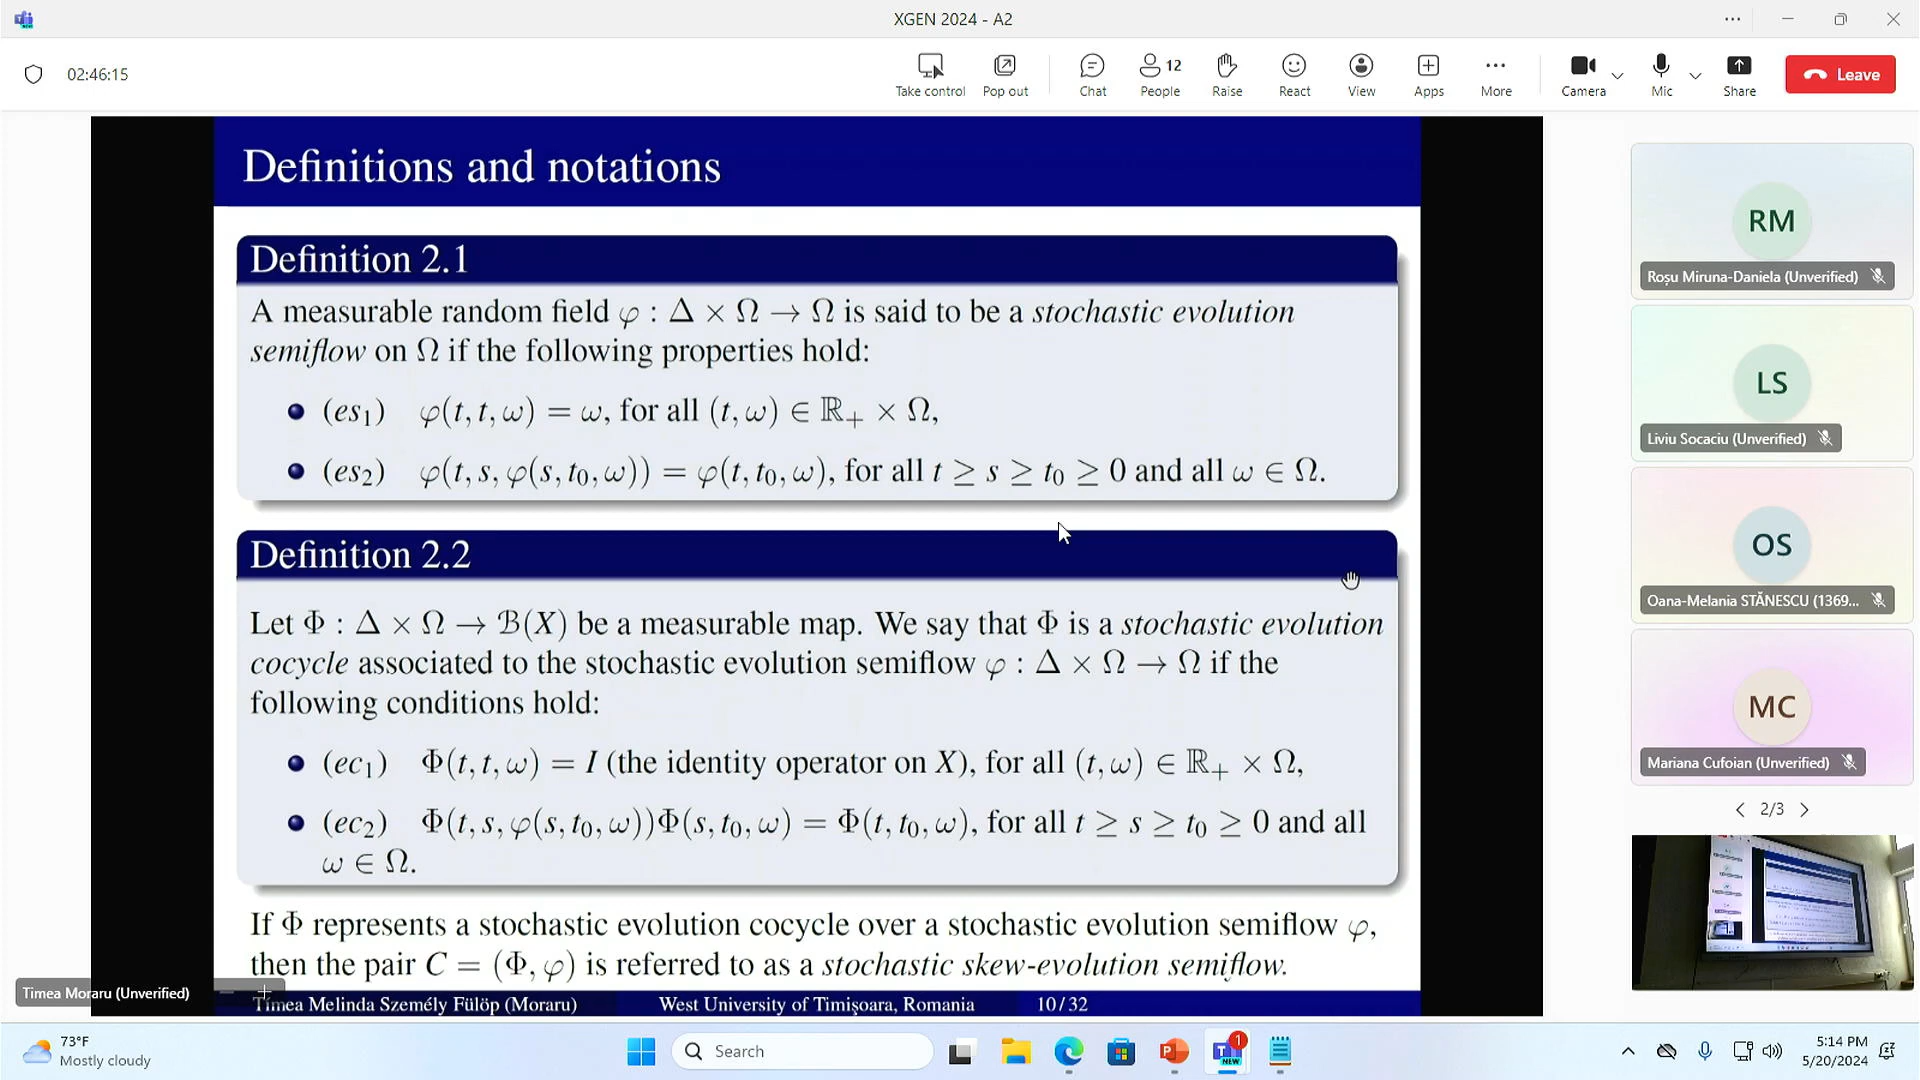 XGEN 2024 - A2
02:46:15
Take control
Pop out
Chat
12
People
Raise
React
View
Apps
More
Camera
Mic
Share
Leave
Definitions and notations
Definition 2.1
A measurable random field φ : Δ × Ω → Ω is said to be a stochastic evolution
semiflow on Ω if the following properties hold:
(es₁) φ(t, t, ω) = ω, for all (t, ω) ∈ ℝ₊ × Ω,
(es₂) φ(t, s, φ(s, t₀, ω)) = φ(t, t₀, ω), for all t ≥ s ≥ t₀ ≥ 0 and all ω ∈ Ω.
Definition 2.2
Let Φ : Δ × Ω → ℬ(X) be a measurable map. We say that Φ is a stochastic evolution
cocycle associated to the stochastic evolution semiflow φ : Δ × Ω → Ω if the
following conditions hold:
(ec₁) Φ(t, t, ω) = I (the identity operator on X), for all (t, ω) ∈ ℝ₊ × Ω,
(ec₂) Φ(t, s, φ(s, t₀, ω))Φ(s, t₀, ω) = Φ(t, t₀, ω), for all t ≥ s ≥ t₀ ≥ 0 and all
ω ∈ Ω.
If Φ represents a stochastic evolution cocycle over a stochastic evolution semiflow φ,
then the pair C = (Φ, φ) is referred to as a stochastic skew-evolution semiflow.
Timea Melinda Személy Fülöp (Moraru) West University of Timişoara, Romania 10 / 32
Timea Moraru (Unverified)
RM
Roșu Miruna-Daniela (Unverified)
LS
Liviu Socaciu (Unverified)
OS
Oana-Melania STĂNESCU (1369...
MC
Mariana Cufoian (Unverified)
2/3
73°F
Mostly cloudy
Search
1
NEW
5:14 PM
5/20/2024